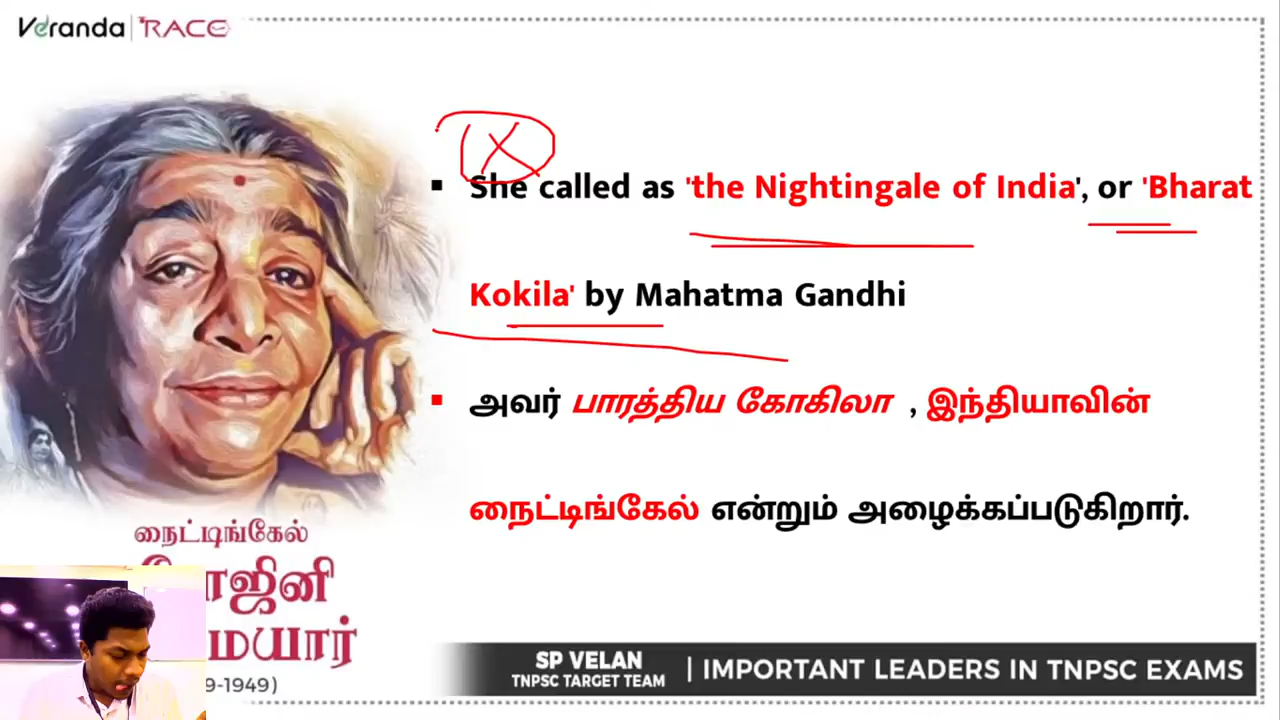 Veranda RACE
IX
▪ She called as 'the Nightingale of India', or 'Bharat
Kokila' by Mahatma Gandhi
▪ அவர் பாரத்திய கோகிலா , இந்தியாவின்
நைட்டிங்கேல் என்றும் அழைக்கப்படுகிறார்.
நைட்டிங்கேல்
ஜினி
மையார்
9-1949)
SP VELAN
TNPSC TARGET TEAM
| IMPORTANT LEADERS IN TNPSC EXAMS